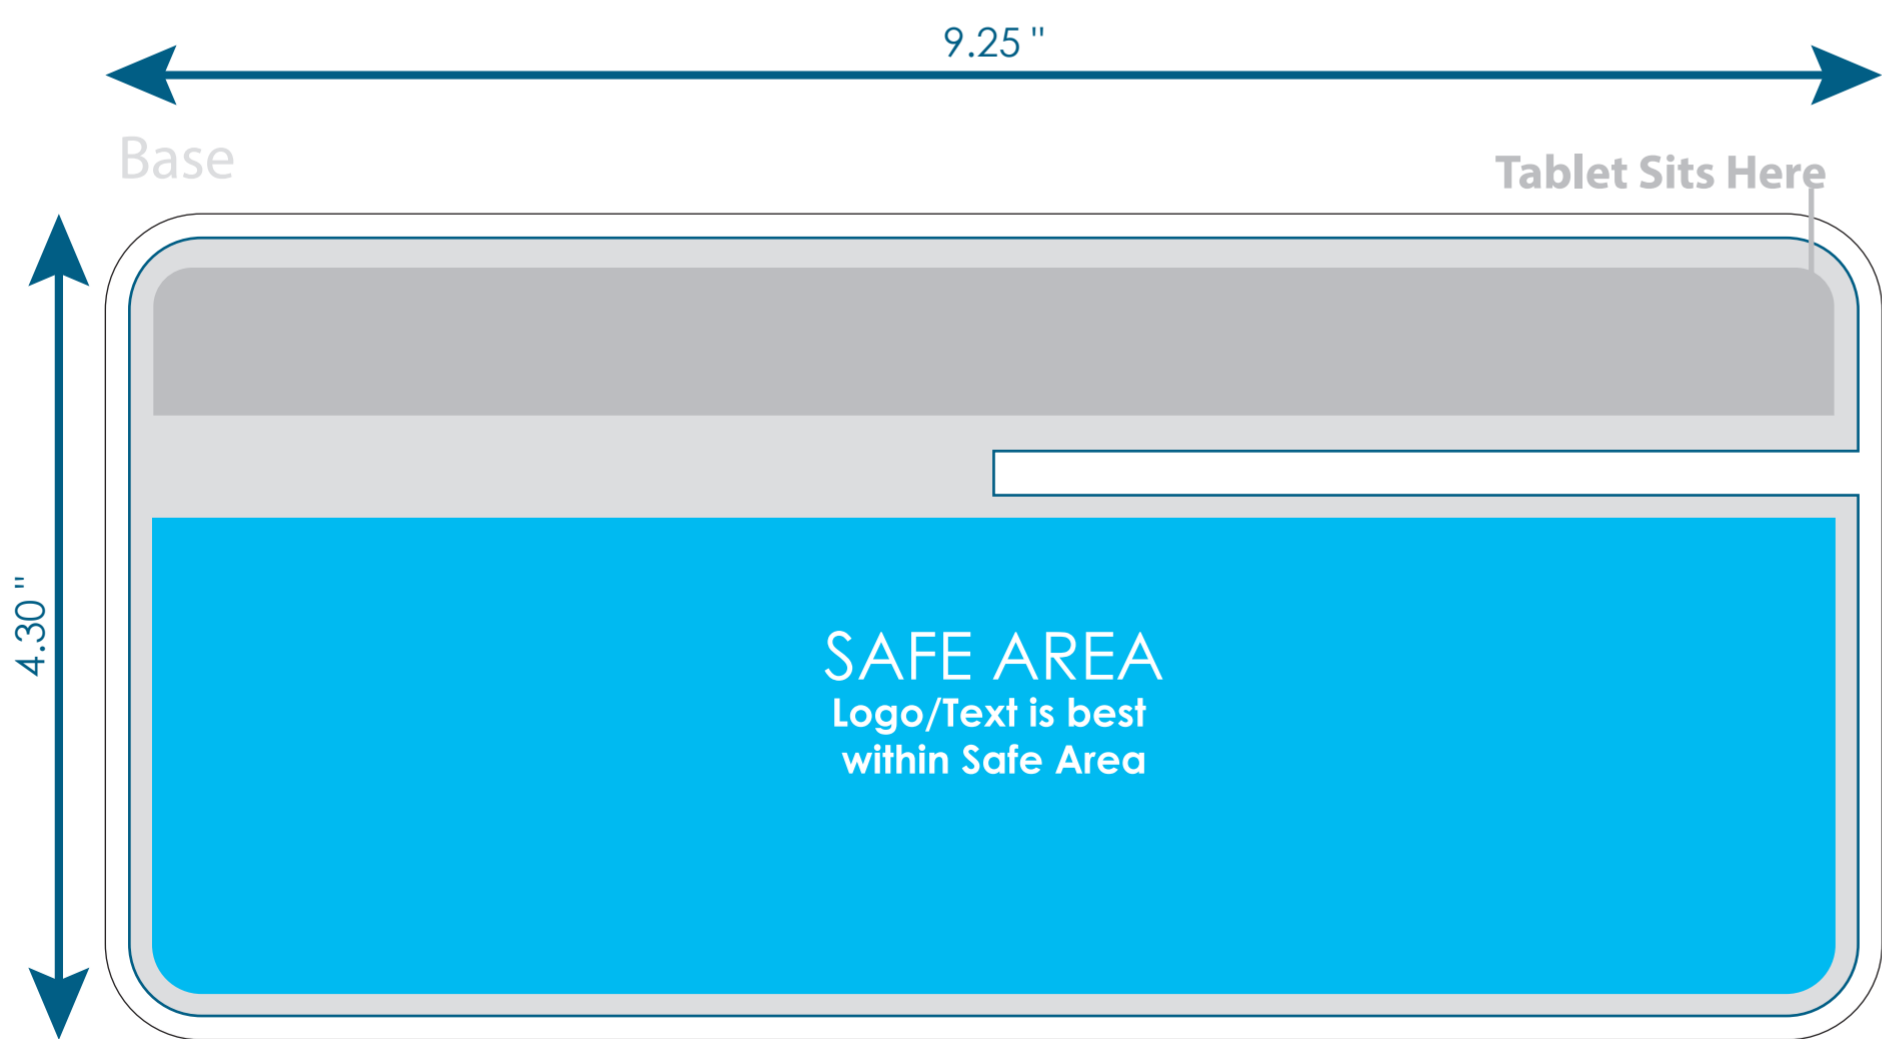 9.25 "
Base
Tablet Sits Here
4.30 "
SAFE AREA
Logo/Text is best
within Safe Area